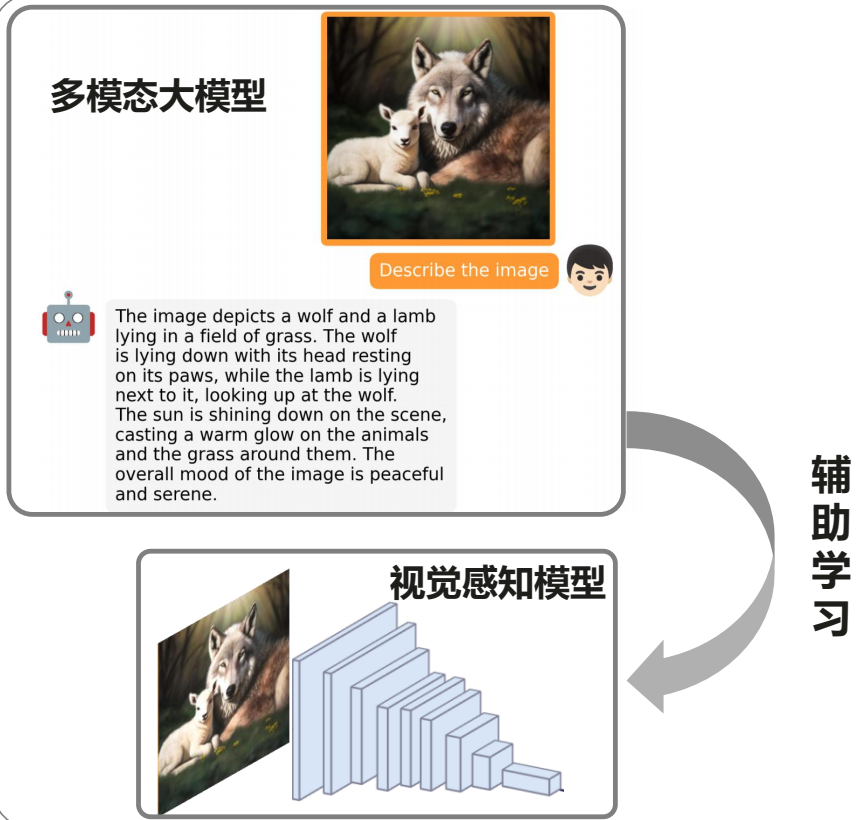 多模态大模型
Describe the image
The image depicts a wolf and a lamb
lying in a field of grass. The wolf
is lying down with its head resting
on its paws, while the lamb is lying
next to it, looking up at the wolf.
The sun is shining down on the scene,
casting a warm glow on the animals
and the grass around them. The
overall mood of the image is peaceful
and serene.
辅助学习
视觉感知模型